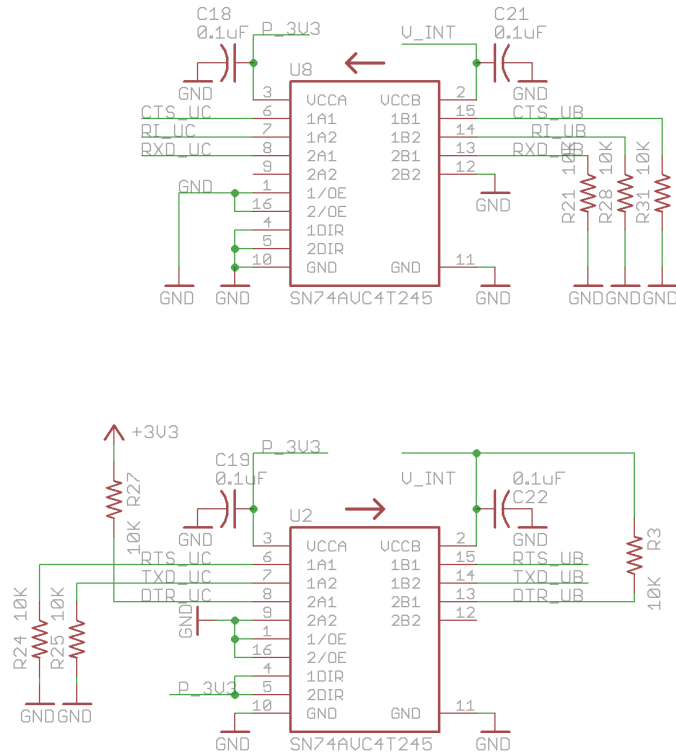 C18
0.1uF
P_3V3
V_INT
C21
0.1uF
GND
U8
GND
3 VCCA VCCB 2
CTS_UC 6 1A1 1B1 15 CTS_UB
RI_UC 7 1A2 1B2 14 RI_UB
RXD_UC 8 2A1 2B1 13 RXD_UB
9 2A2 2B2 12
GND 1 1/OE
16 2/OE
GND
4 1DIR
5 2DIR
10 GND GND 11
R21 10K
R28 10K
R31 10K
GND GND SN74AVC4T245 GND GND GND GND
+3V3
R27
10K
C19
0.1uF
P_3V3
V_INT
0.1uF
C22
GND
U2
GND
R3
10K
3 VCCA VCCB 2
RTS_UC 6 1A1 1B1 15 RTS_UB
TXD_UC 7 1A2 1B2 14 TXD_UB
DTR_UC 8 2A1 2B1 13 DTR_UB
GND 9 2A2 2B2 12
1 1/OE
16 2/OE
4 1DIR
P_3V3 5 2DIR
10 GND GND 11
R24 10K
R25 10K
GND GND
GND SN74AVC4T245 GND